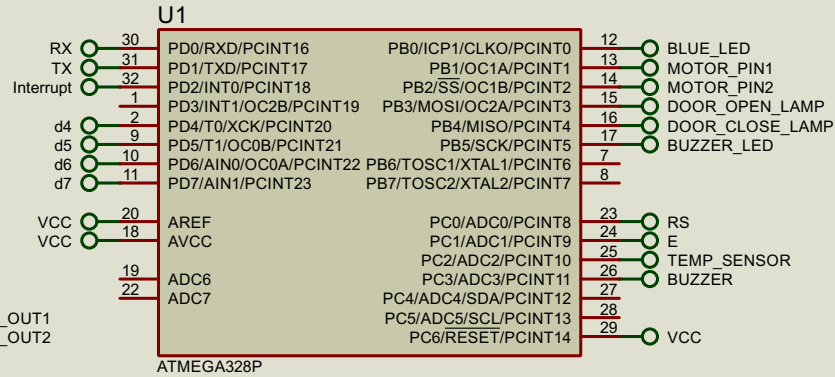 U1
RX 30 PD0/RXD/PCINT16 PB0/ICP1/CLKO/PCINT0 12 BLUE_LED
TX 31 PD1/TXD/PCINT17 PB1/OC1A/PCINT1 13 MOTOR_PIN1
Interrupt 32 PD2/INT0/PCINT18 PB2/SS/OC1B/PCINT2 14 MOTOR_PIN2
1 PD3/INT1/OC2B/PCINT19 PB3/MOSI/OC2A/PCINT3 15 DOOR_OPEN_LAMP
d4 2 PD4/T0/XCK/PCINT20 PB4/MISO/PCINT4 16 DOOR_CLOSE_LAMP
d5 9 PD5/T1/OC0B/PCINT21 PB5/SCK/PCINT5 17 BUZZER_LED
d6 10 PD6/AIN0/OC0A/PCINT22 PB6/TOSC1/XTAL1/PCINT6 7
d7 11 PD7/AIN1/PCINT23 PB7/TOSC2/XTAL2/PCINT7 8
VCC 20 AREF PC0/ADC0/PCINT8 23 RS
VCC 18 AVCC PC1/ADC1/PCINT9 24 E
PC2/ADC2/PCINT10 25 TEMP_SENSOR
19 ADC6 PC3/ADC3/PCINT11 26 BUZZER
22 ADC7 PC4/ADC4/SDA/PCINT12 27
_OUT1 PC5/ADC5/SCL/PCINT13 28
_OUT2 PC6/RESET/PCINT14 29 VCC
ATMEGA328P